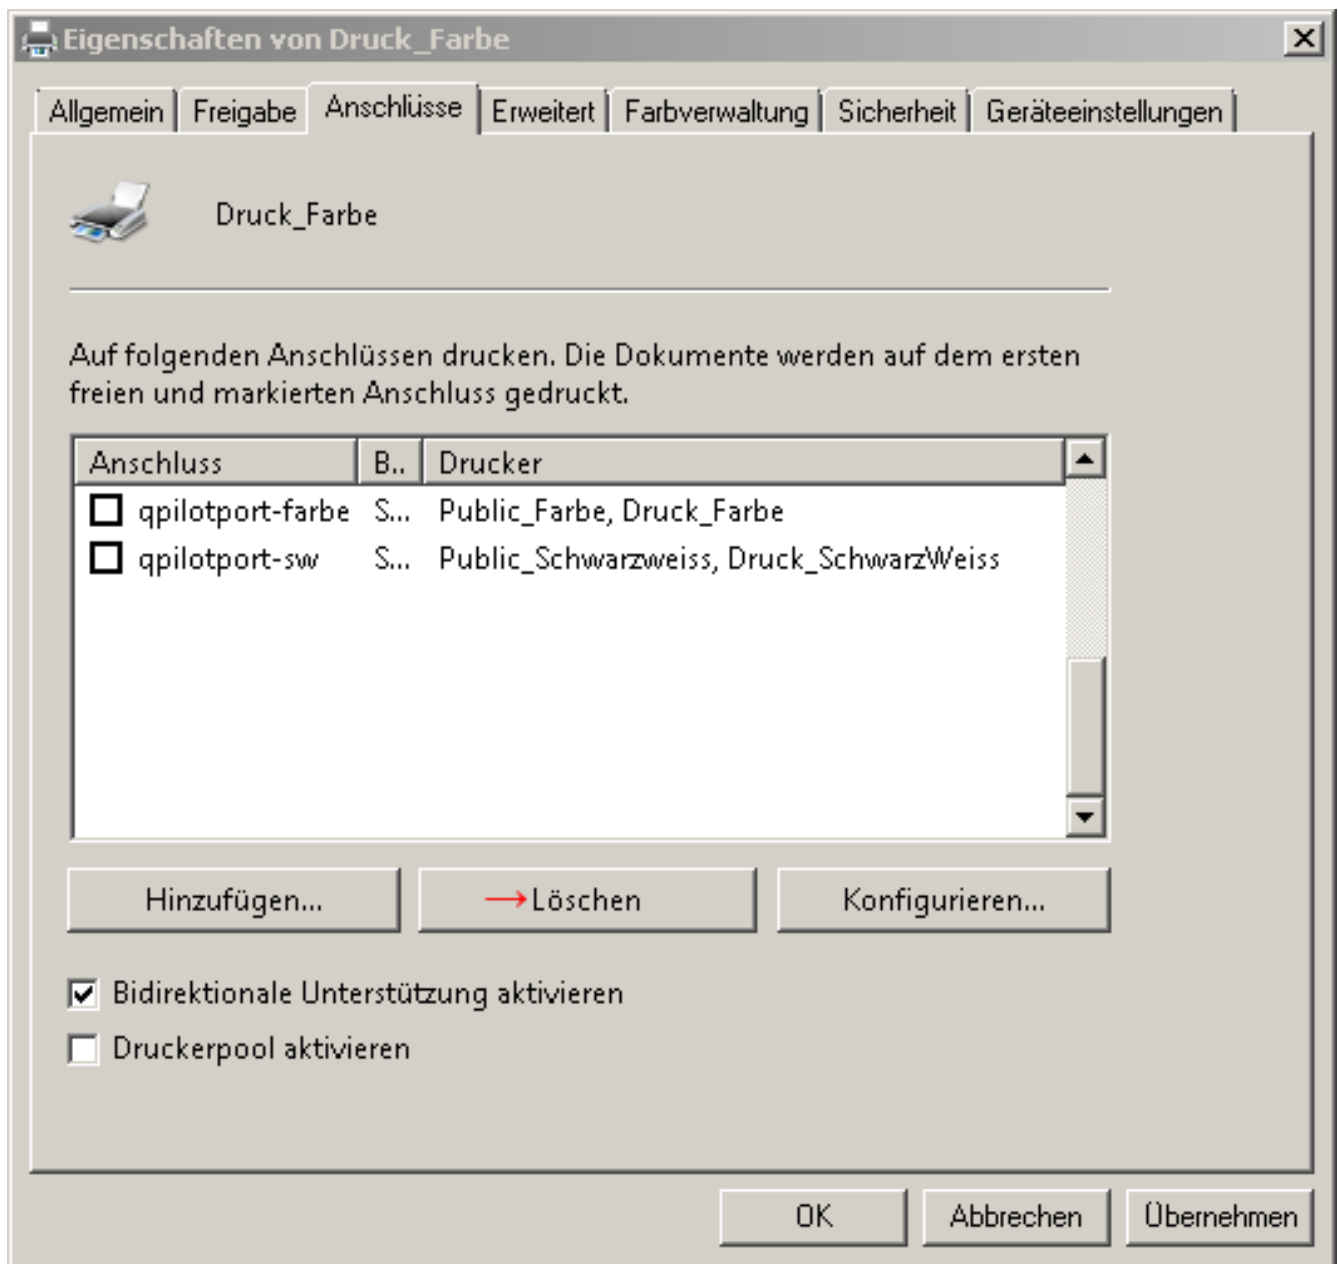 Eigenschaften von Druck_Farbe
Allgemein Freigabe Anschlüsse Erweitert Farbverwaltung Sicherheit Geräteeinstellungen
Druck_Farbe
Auf folgenden Anschlüssen drucken. Die Dokumente werden auf dem ersten
freien und markierten Anschluss gedruckt.
Anschluss B.. Drucker
qpilotport-farbe S... Public_Farbe, Druck_Farbe
qpilotport-sw S... Public_Schwarzweiss, Druck_SchwarzWeiss
Hinzufügen... →Löschen Konfigurieren...
Bidirektionale Unterstützung aktivieren
Druckerpool aktivieren
OK Abbrechen Übernehmen